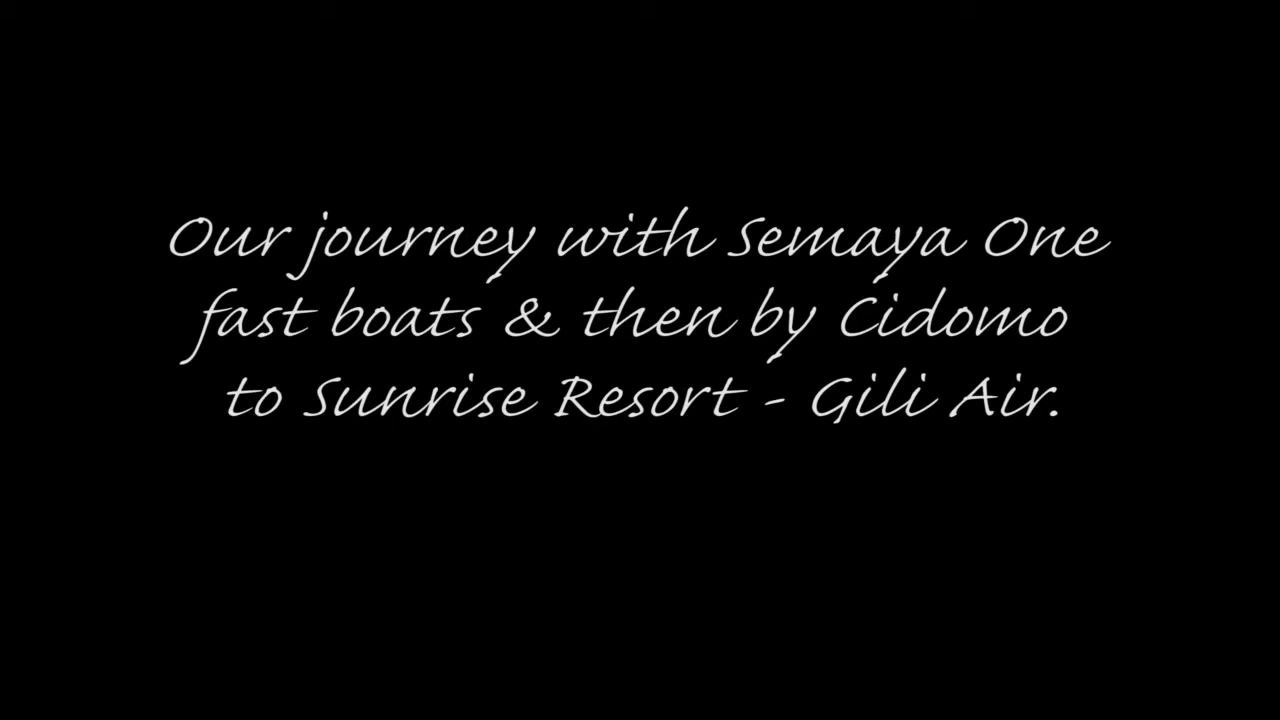 Our journey with Semaya One
fast boats & then by Cidomo
to Sunrise Resort - Gili Air.